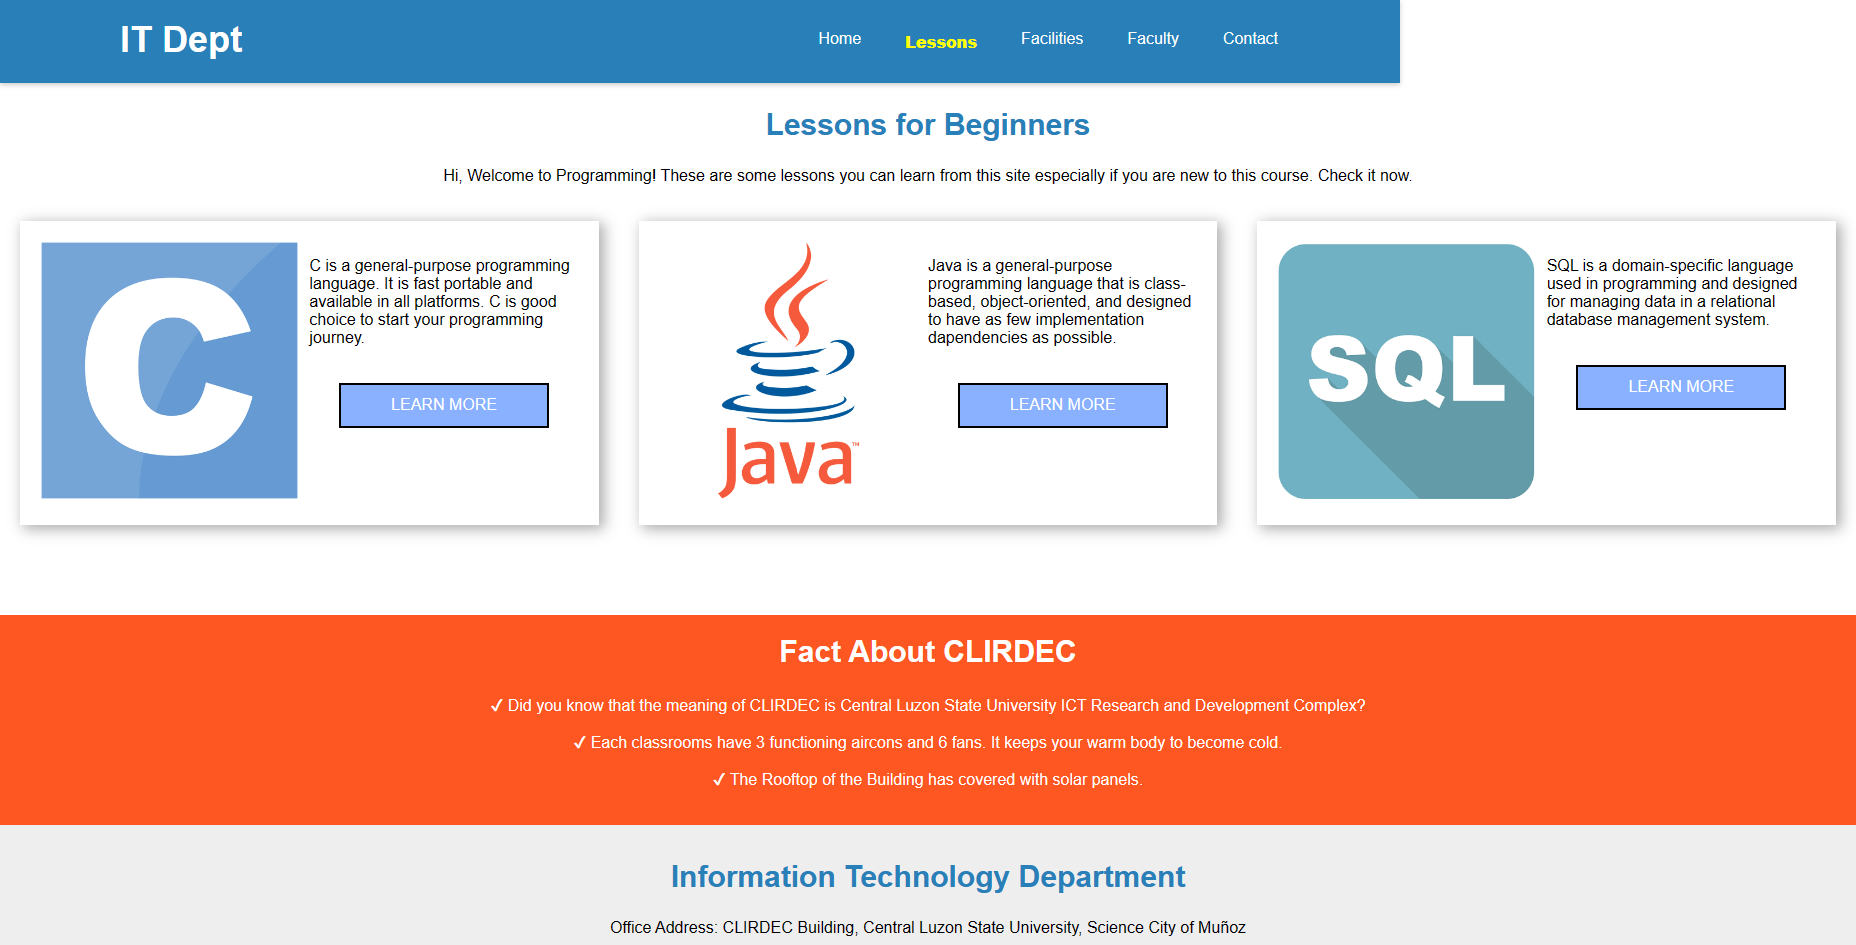 IT Dept
Home
Lessons
Facilities
Faculty
Contact
Lessons for Beginners
Hi, Welcome to Programming! These are some lessons you can learn from this site especially if you are new to this course. Check it now.
C
C is a general-purpose programming
language. It is fast portable and
available in all platforms. C is good
choice to start your programming
journey.
LEARN MORE
Java™
Java is a general-purpose
programming language that is class-
based, object-oriented, and designed
to have as few implementation
dapendencies as possible.
LEARN MORE
SQL
SQL is a domain-specific language
used in programming and designed
for managing data in a relational
database management system.
LEARN MORE
Fact About CLIRDEC
✓ Did you know that the meaning of CLIRDEC is Central Luzon State University ICT Research and Development Complex?
✓ Each classrooms have 3 functioning aircons and 6 fans. It keeps your warm body to become cold.
✓ The Rooftop of the Building has covered with solar panels.
Information Technology Department
Office Address: CLIRDEC Building, Central Luzon State University, Science City of Muñoz